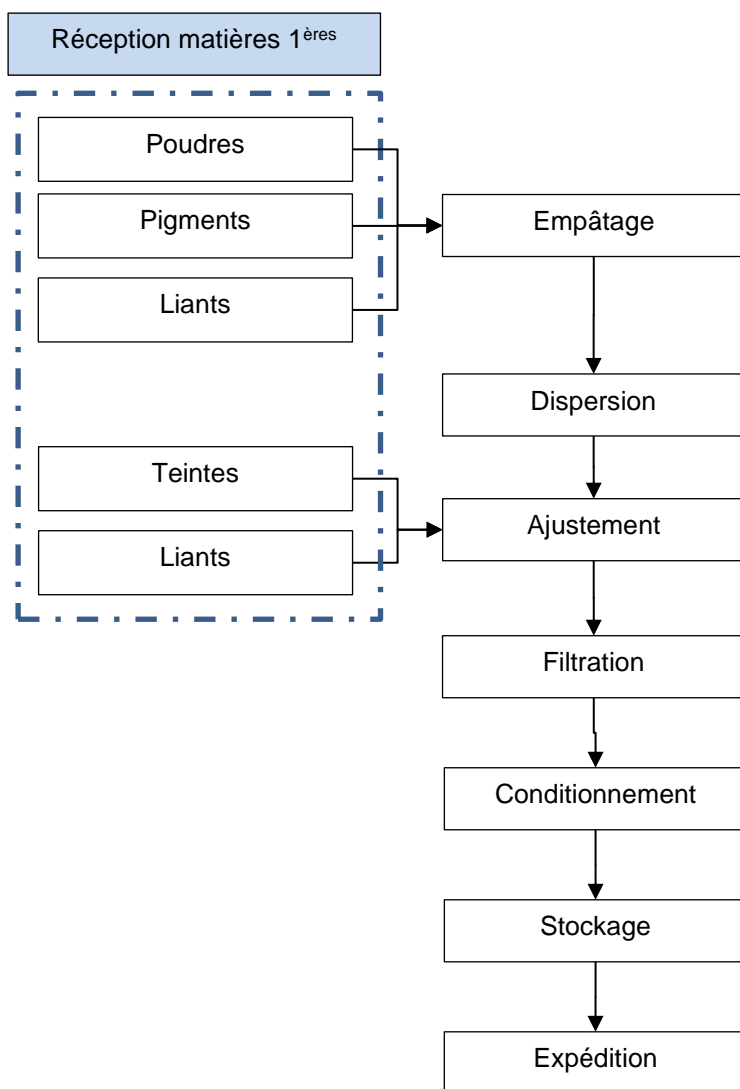 Réception matières 1ères
Poudres
Pigments
Liants
Teintes
Liants
Empâtage
Dispersion
Ajustement
Filtration
Conditionnement
Stockage
Expédition